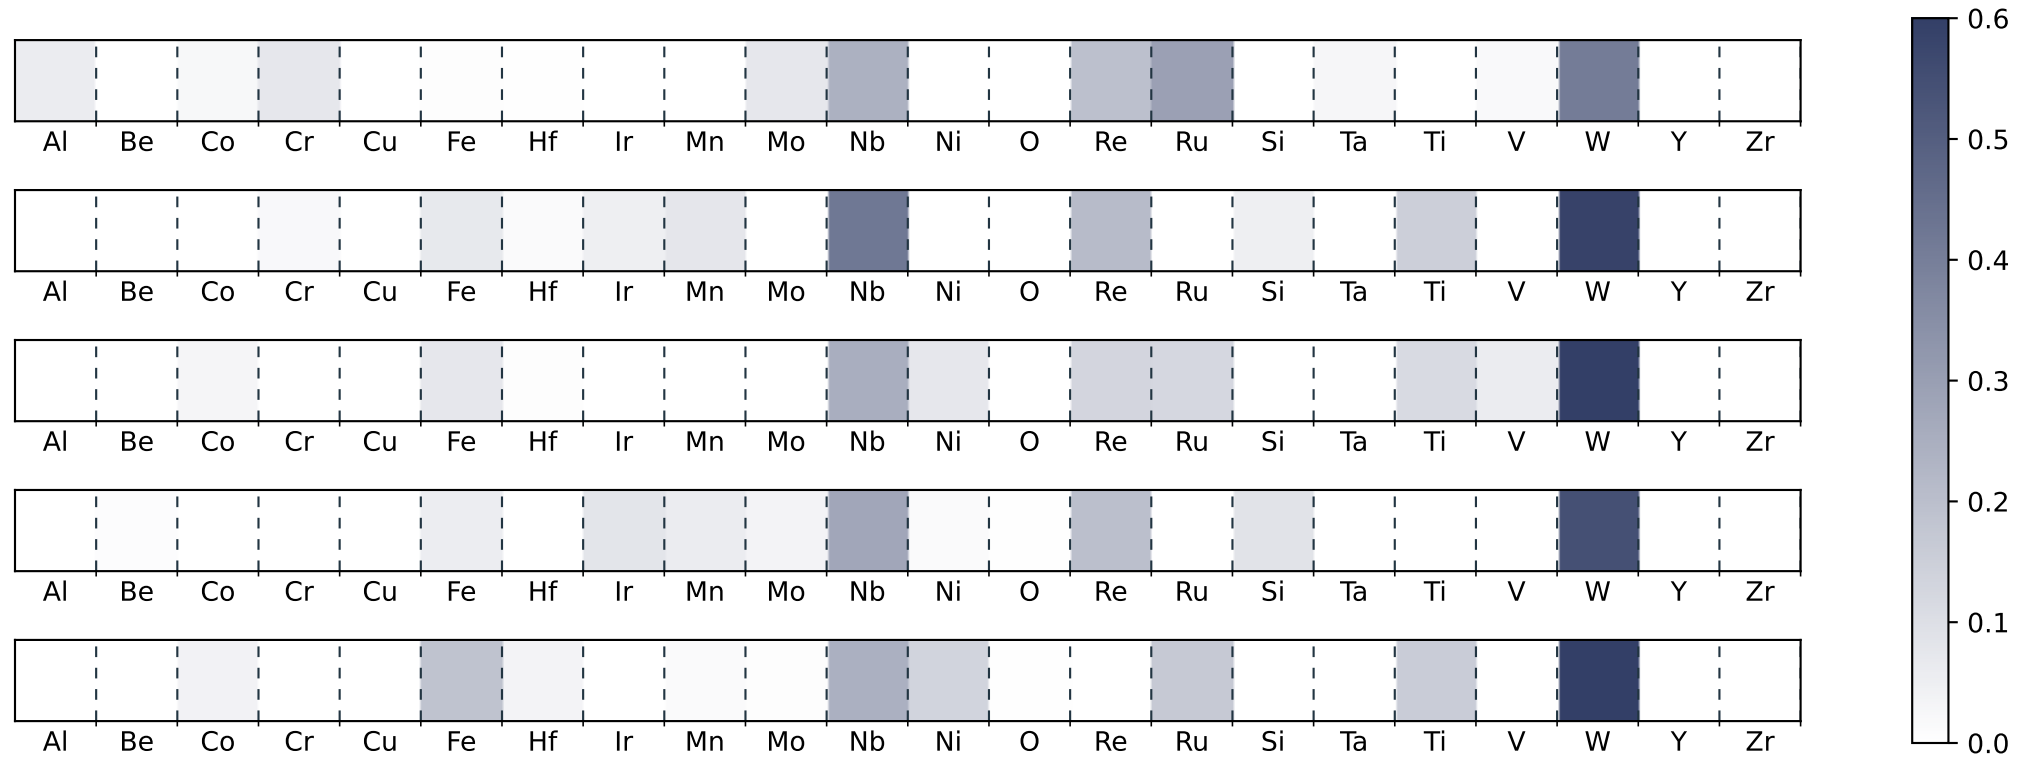 Al Be Co Cr Cu Fe Hf Ir Mn Mo Nb Ni O Re Ru Si Ta Ti V W Y Zr
Al Be Co Cr Cu Fe Hf Ir Mn Mo Nb Ni O Re Ru Si Ta Ti V W Y Zr
Al Be Co Cr Cu Fe Hf Ir Mn Mo Nb Ni O Re Ru Si Ta Ti V W Y Zr
Al Be Co Cr Cu Fe Hf Ir Mn Mo Nb Ni O Re Ru Si Ta Ti V W Y Zr
Al Be Co Cr Cu Fe Hf Ir Mn Mo Nb Ni O Re Ru Si Ta Ti V W Y Zr
0.6
0.5
0.4
0.3
0.2
0.1
0.0